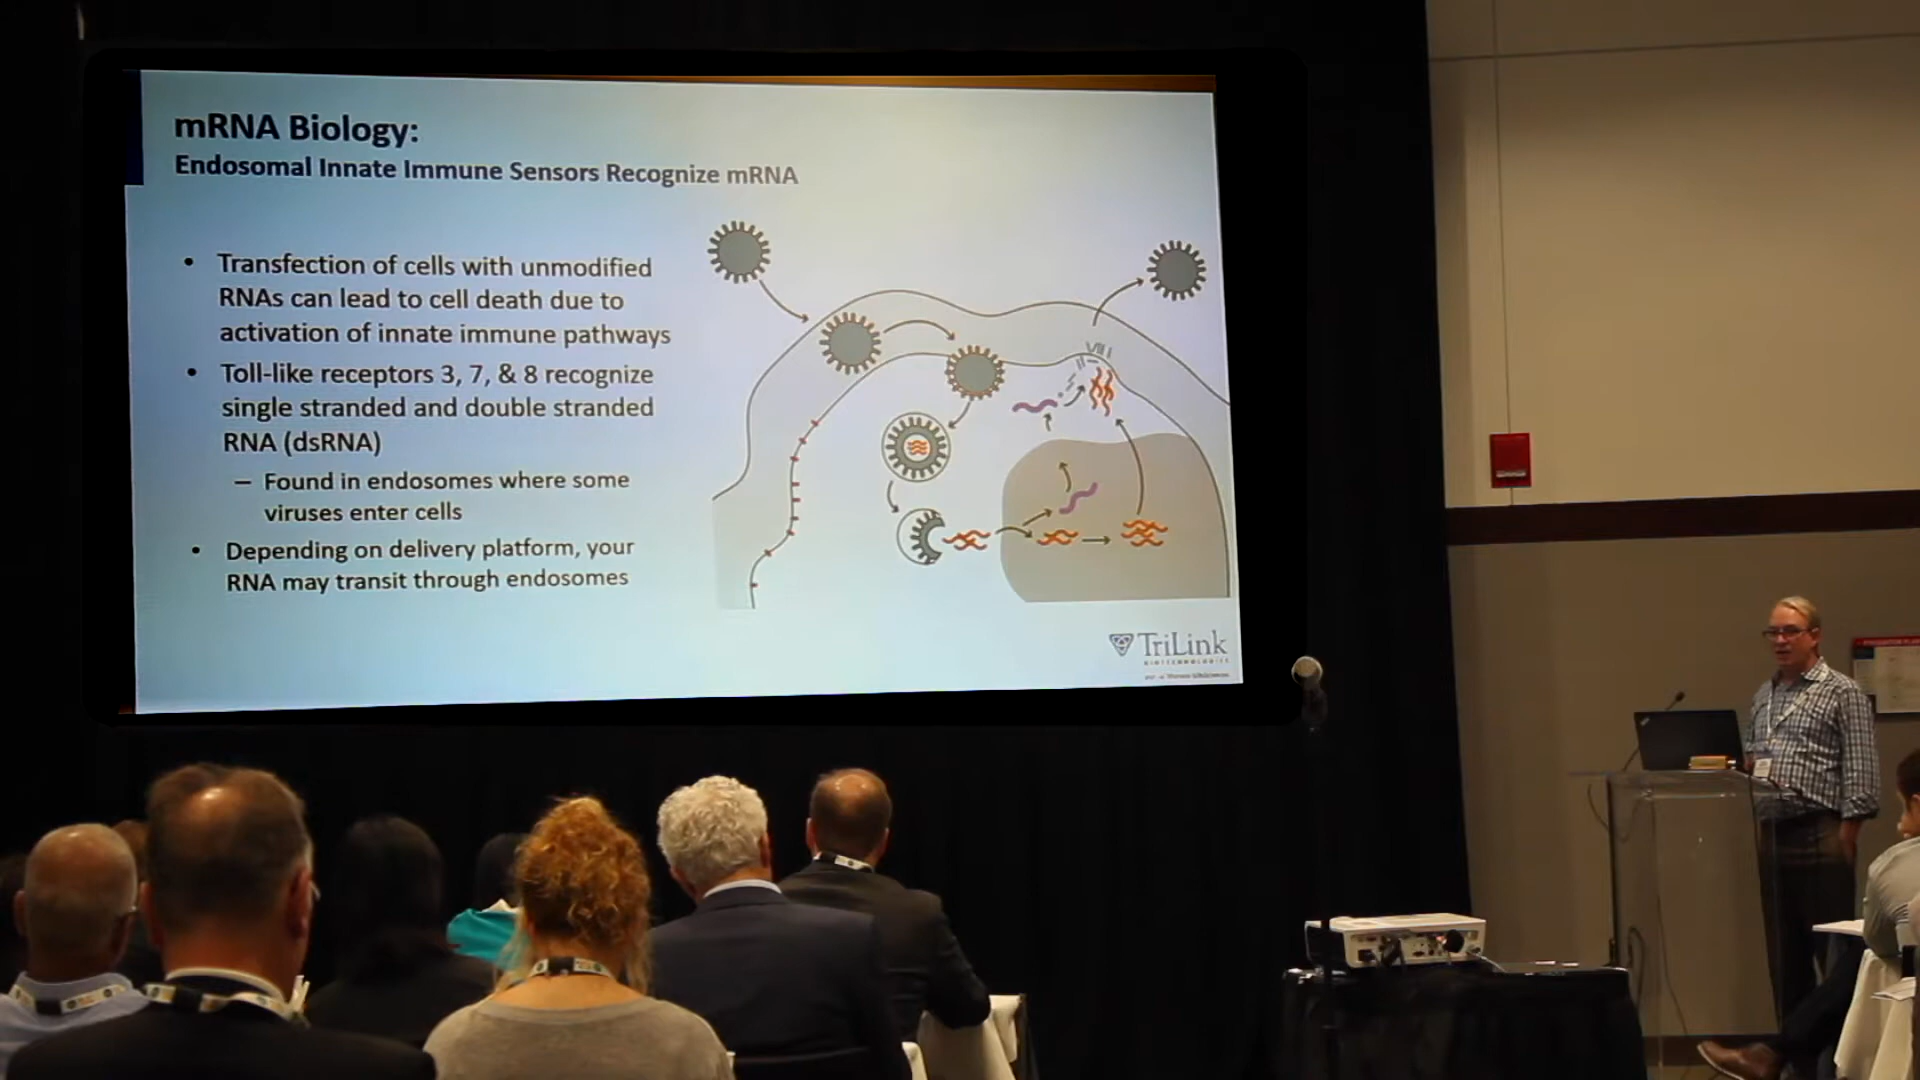 mRNA Biology:
Endosomal Innate Immune Sensors Recognize mRNA
• Transfection of cells with unmodified
RNAs can lead to cell death due to
activation of innate immune pathways
• Toll-like receptors 3, 7, & 8 recognize
single stranded and double stranded
RNA (dsRNA)
– Found in endosomes where some
viruses enter cells
• Depending on delivery platform, your
RNA may transit through endosomes
TriLink
BIOTECHNOLOGIES